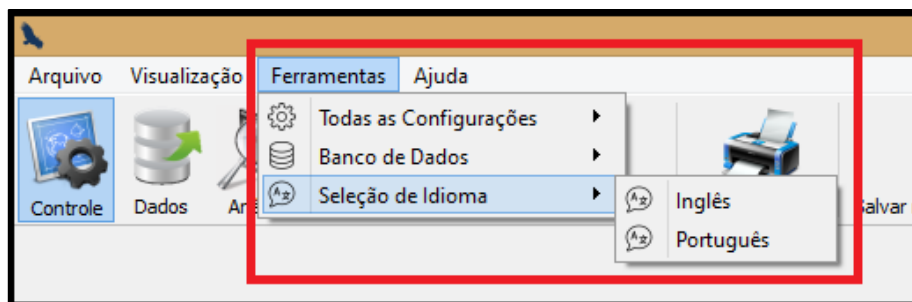 Arquivo Visualização Ferramentas Ajuda
Todas as Configurações
Banco de Dados
Seleção de Idioma
Inglês
Português
Controle Dados
Salvar